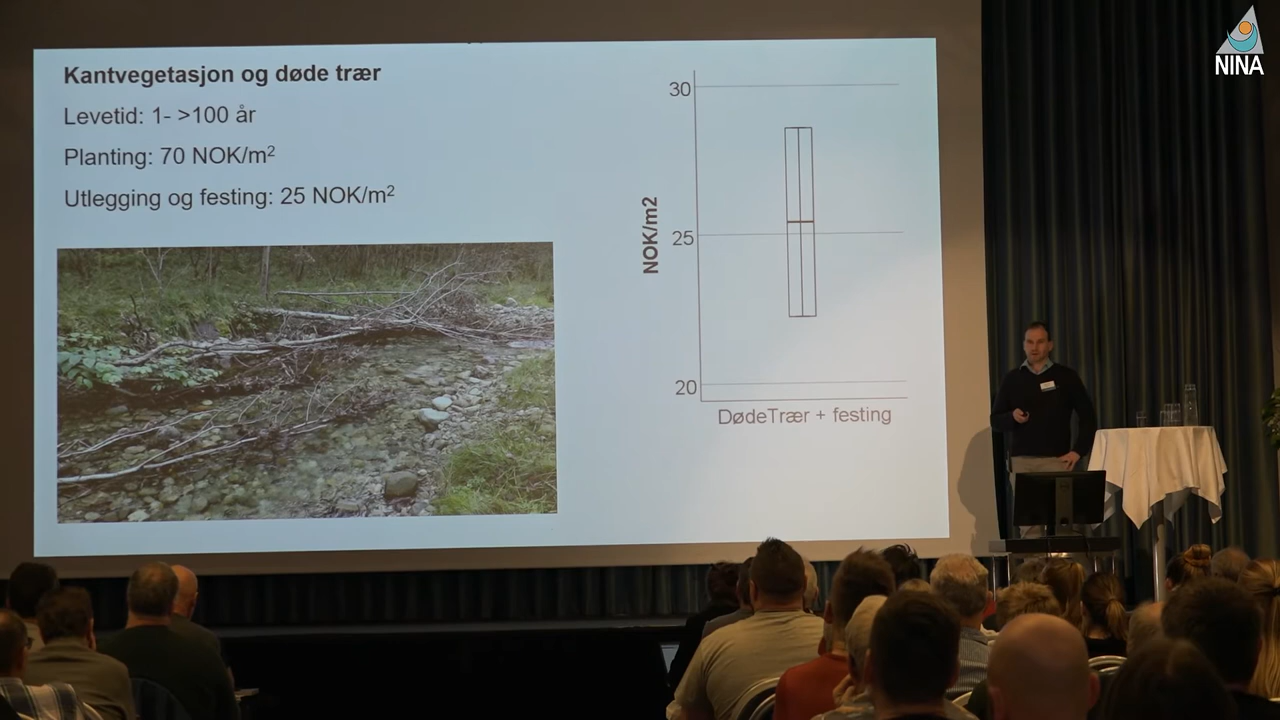 Kantvegetasjon og døde trær
Levetid: 1- >100 år
Planting: 70 NOK/m²
Utlegging og festing: 25 NOK/m²
30
25
20
NOK/m2
DødeTrær + festing
NINA